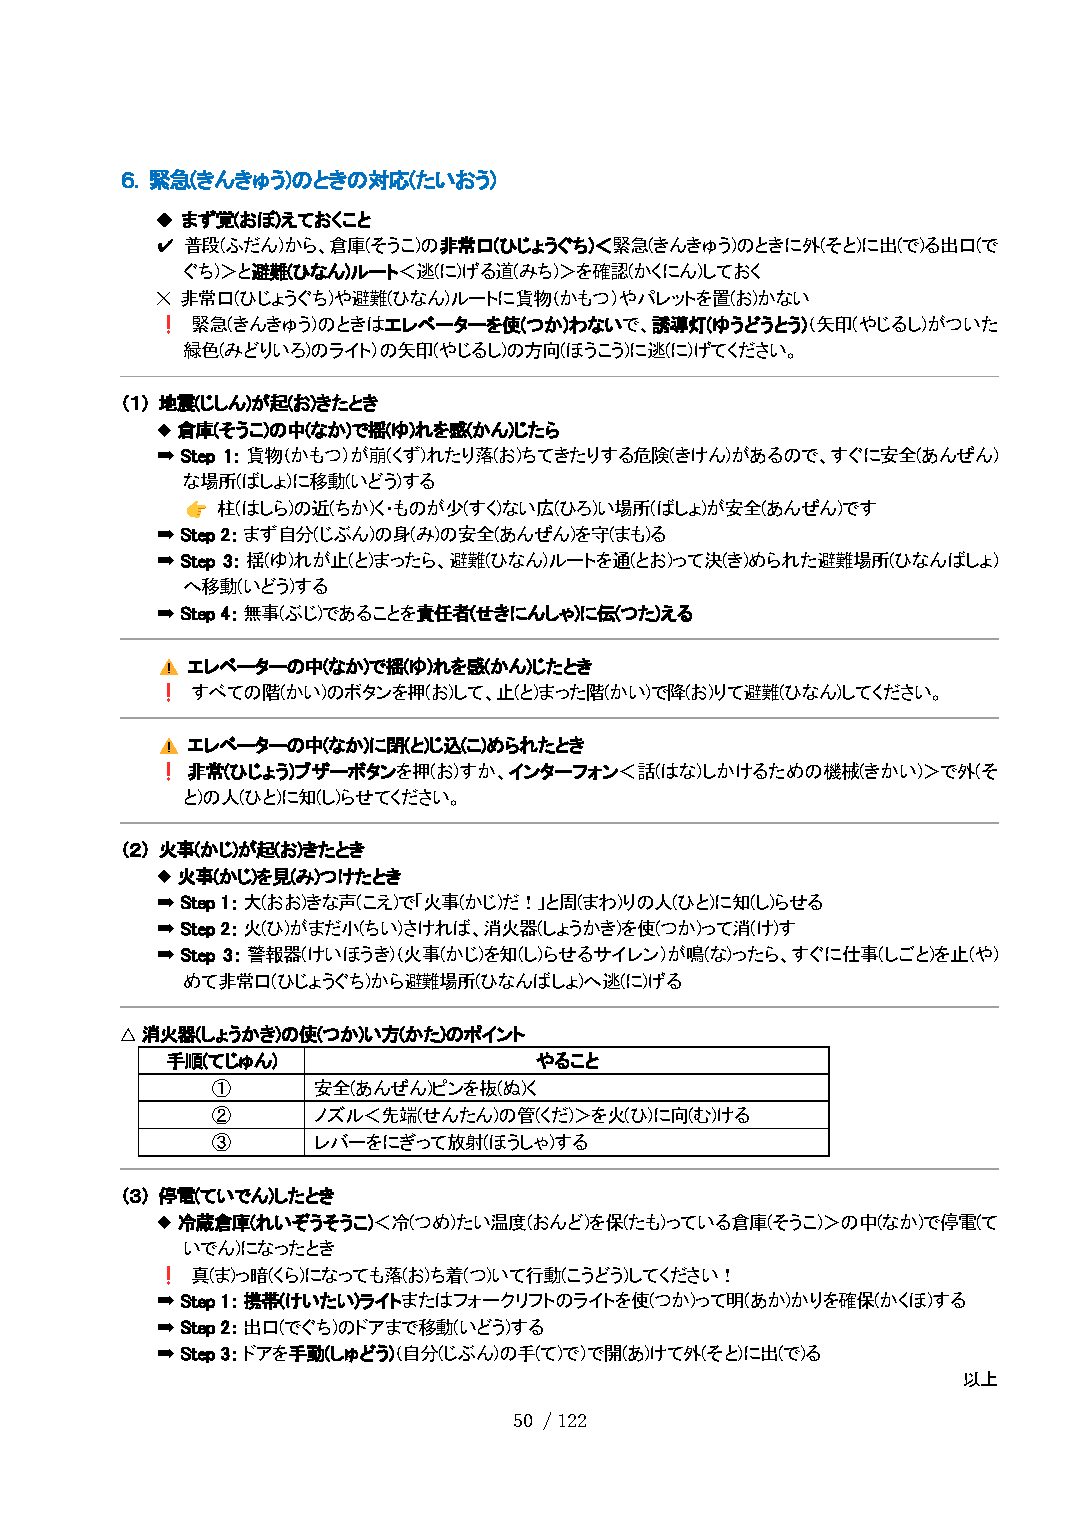 6. 緊急(きんきゅう)のときの対応(たいおう)
◆ まず覚(おぼ)えておくこと
✔ 普段(ふだん)から、倉庫(そうこ)の非常口(ひじょうぐち)＜緊急(きんきゅう)のときに外(そと)に出(で)る出口(で
ぐち)＞と避難(ひなん)ルート＜逃(に)げる道(みち)＞を確認(かくにん)しておく
× 非常口(ひじょうぐち)や避難(ひなん)ルートに貨物(かもつ)やパレットを置(お)かない
❗ 緊急(きんきゅう)のときはエレベーターを使(つか)わないで、誘導灯(ゆうどうとう)(矢印(やじるし)がついた
緑色(みどりいろ)のライト)の矢印(やじるし)の方向(ほうこう)に逃(に)げてください。
(1) 地震(じしん)が起(お)きたとき
◆ 倉庫(そうこ)の中(なか)で揺(ゆ)れを感(かん)じたら
➡ Step 1: 貨物(かもつ)が崩(くず)れたり落(お)ちてきたりする危険(きけん)があるので、すぐに安全(あんぜん)
な場所(ばしょ)に移動(いどう)する
👉 柱(はしら)の近(ちか)く・ものが少(すく)ない広(ひろ)い場所(ばしょ)が安全(あんぜん)です
➡ Step 2: まず自分(じぶん)の身(み)の安全(あんぜん)を守(まも)る
➡ Step 3: 揺(ゆ)れが止(と)まったら、避難(ひなん)ルートを通(とお)って決(き)められた避難場所(ひなんばしょ)
へ移動(いどう)する
➡ Step 4: 無事(ぶじ)であることを責任者(せきにんしゃ)に伝(つた)える
⚠ エレベーターの中(なか)で揺(ゆ)れを感(かん)じたとき
❗ すべての階(かい)のボタンを押(お)して、止(と)まった階(かい)で降(お)りて避難(ひなん)してください。
⚠ エレベーターの中(なか)に閉(と)じ込(こ)められたとき
❗ 非常(ひじょう)ブザーボタンを押(お)すか、インターフォン＜話(はな)しかけるための機械(きかい)＞で外(そ
と)の人(ひと)に知(し)らせてください。
(2) 火事(かじ)が起(お)きたとき
◆ 火事(かじ)を見(み)つけたとき
➡ Step 1: 大(おお)きな声(こえ)で「火事(かじ)だ！」と周(まわ)りの人(ひと)に知(し)らせる
➡ Step 2: 火(ひ)がまだ小(ちい)さければ、消火器(しょうかき)を使(つか)って消(け)す
➡ Step 3: 警報器(けいほうき)(火事(かじ)を知(し)らせるサイレン)が鳴(な)ったら、すぐに仕事(しごと)を止(や)
めて非常口(ひじょうぐち)から避難場所(ひなんばしょ)へ逃(に)げる
△ 消火器(しょうかき)の使(つか)い方(かた)のポイント
手順(てじゅん) やること
① 安全(あんぜん)ピンを抜(ぬ)く
② ノズル＜先端(せんたん)の管(くだ)＞を火(ひ)に向(む)ける
③ レバーをにぎって放射(ほうしゃ)する
(3) 停電(ていでん)したとき
◆ 冷蔵倉庫(れいぞうそうこ)＜冷(つめ)たい温度(おんど)を保(たも)っている倉庫(そうこ)＞の中(なか)で停電(て
いでん)になったとき
❗ 真(ま)っ暗(くら)になっても落(お)ち着(つ)いて行動(こうどう)してください！
➡ Step 1: 携帯(けいたい)ライトまたはフォークリフトのライトを使(つか)って明(あか)かりを確保(かくほ)する
➡ Step 2: 出口(でぐち)のドアまで移動(いどう)する
➡ Step 3: ドアを手動(しゅどう)(自分(じぶん)の手(て)で)で開(あ)けて外(そと)に出(で)る
以上
50 / 122